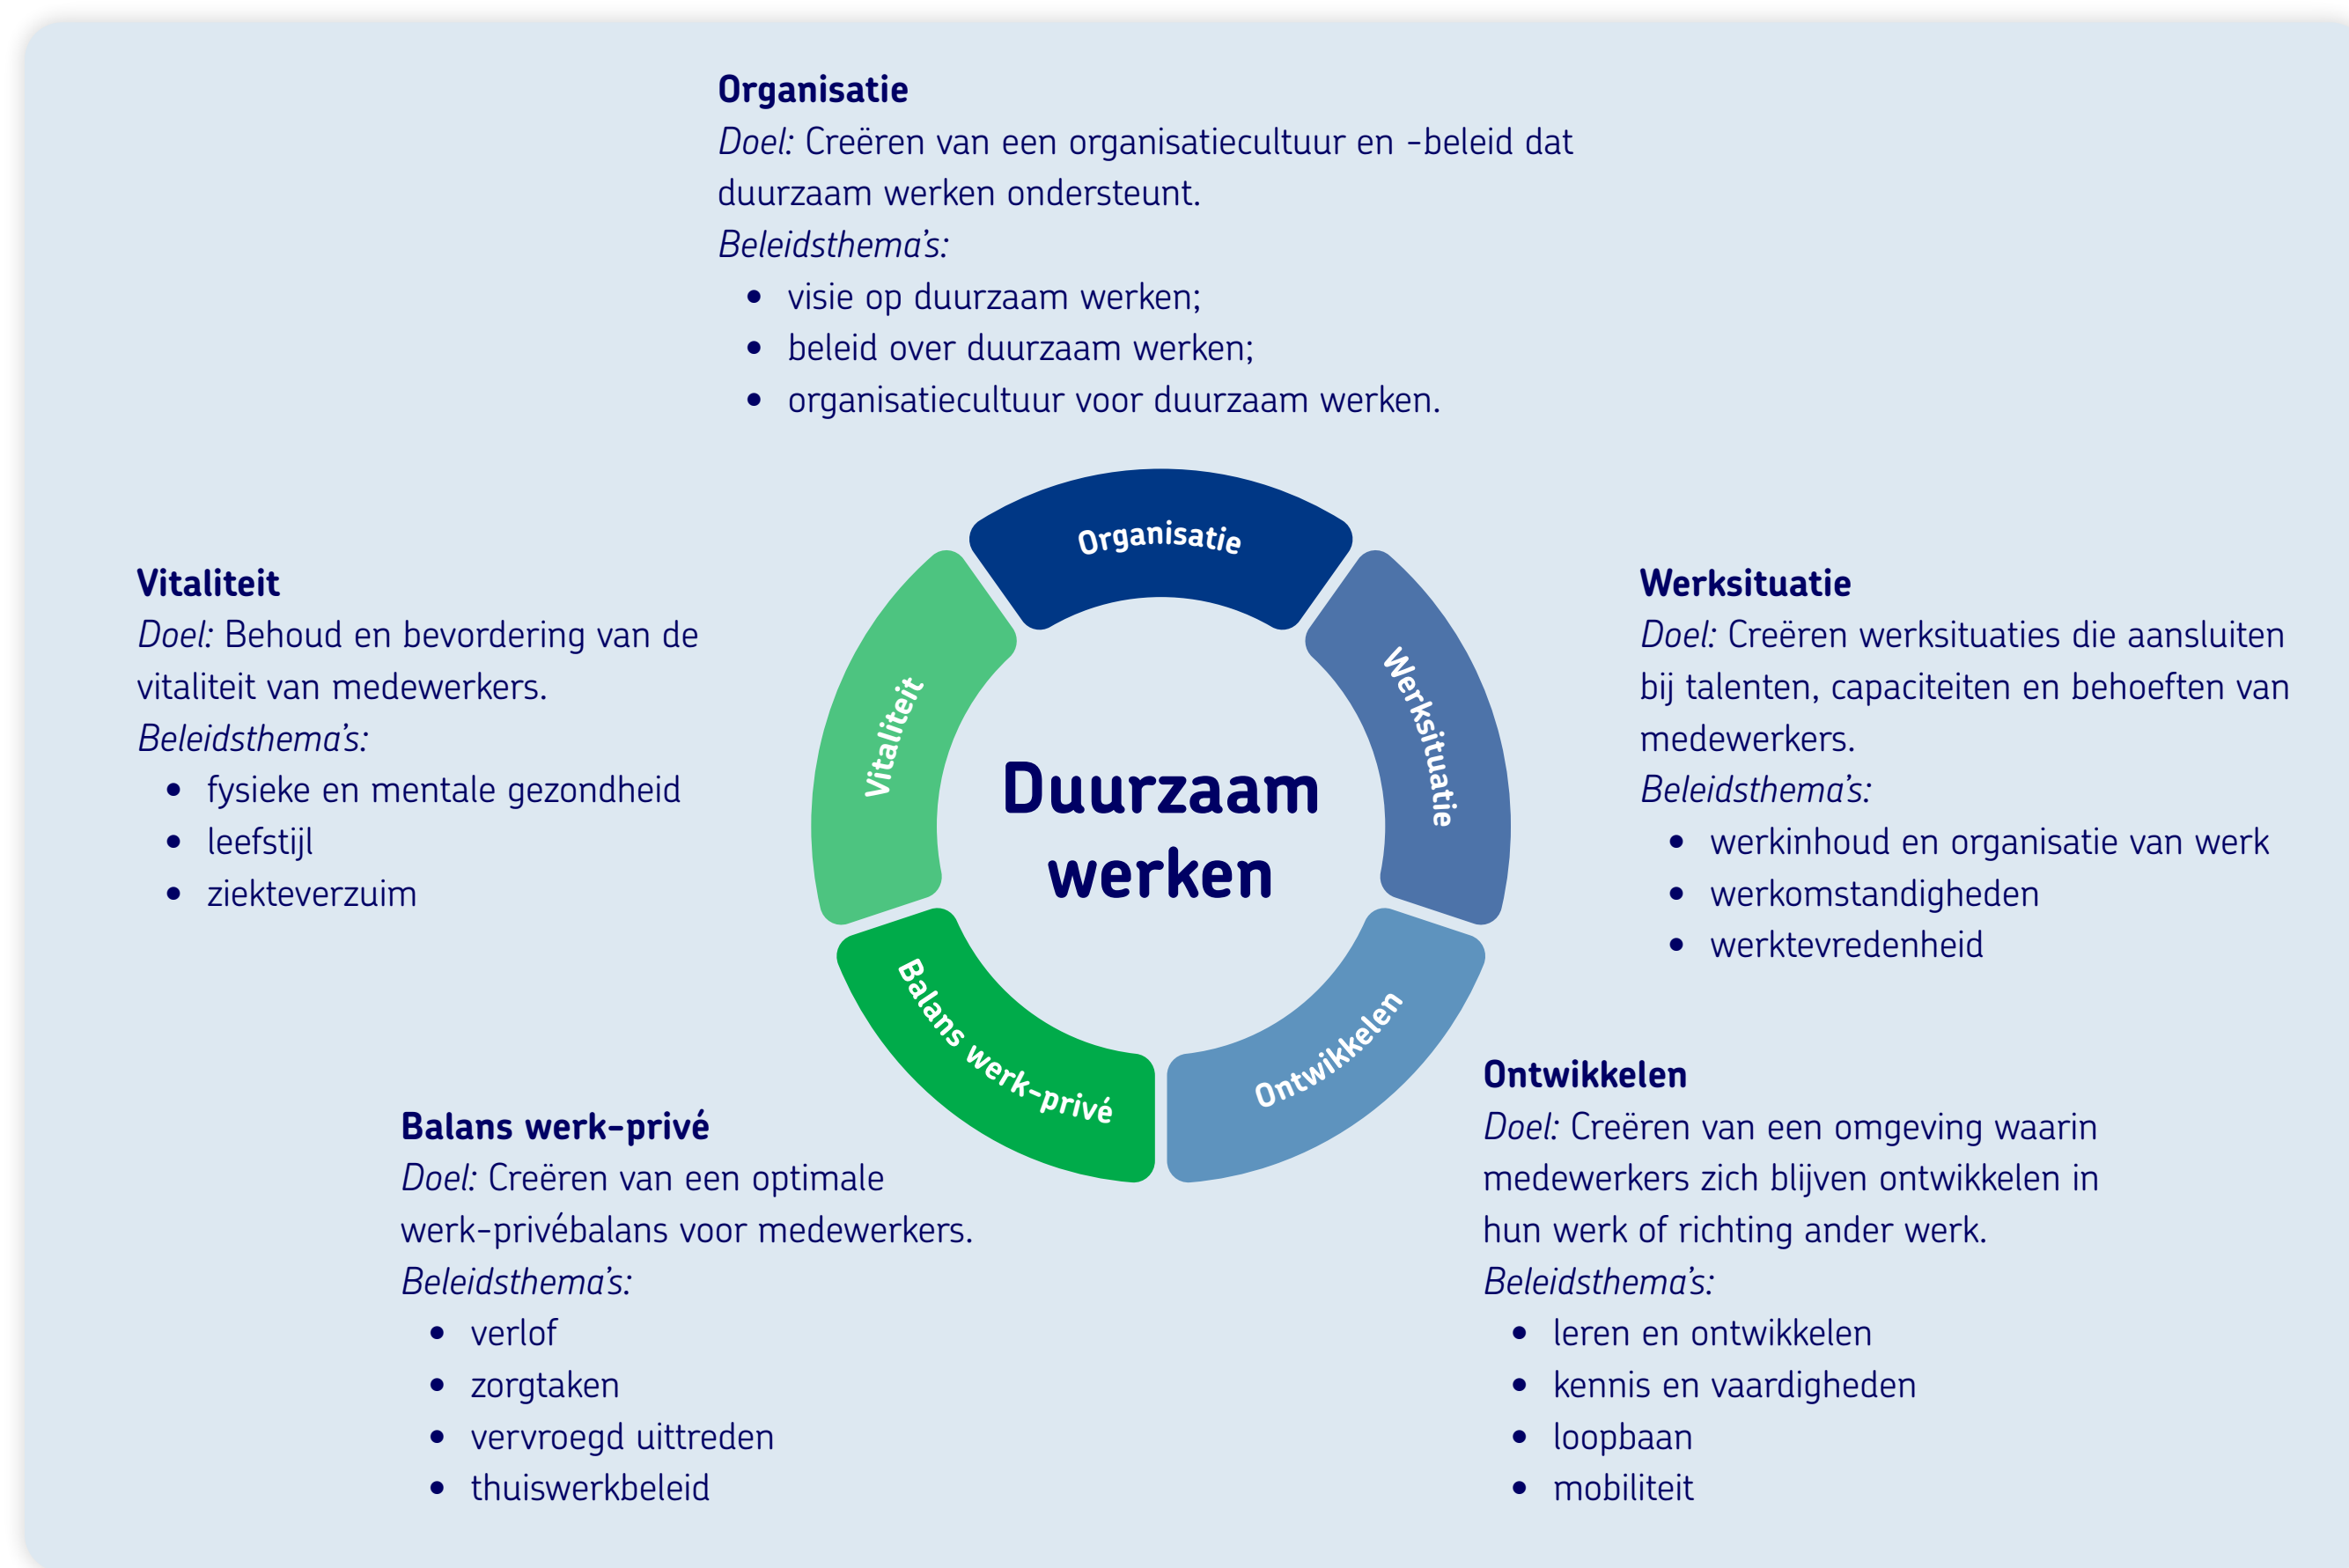 Organisatie
Doel: Creëren van een organisatiecultuur en -beleid dat
duurzaam werken ondersteunt.
Beleidsthema’s:
• visie op duurzaam werken;
• beleid over duurzaam werken;
• organisatiecultuur voor duurzaam werken.
Vitaliteit
Doel: Behoud en bevordering van de
vitaliteit van medewerkers.
Beleidsthema’s:
• fysieke en mentale gezondheid
• leefstijl
• ziekteverzuim
Organisatie
Werksituatie
Ontwikkelen
Balans werk-privé
Vitaliteit
Duurzaam
werken
Werksituatie
Doel: Creëren werksituaties die aansluiten
bij talenten, capaciteiten en behoeften van
medewerkers.
Beleidsthema’s:
• werkinhoud en organisatie van werk
• werkomstandigheden
• werktevredenheid
Balans werk-privé
Doel: Creëren van een optimale
werk-privébalans voor medewerkers.
Beleidsthema’s:
• verlof
• zorgtaken
• vervroegd uittreden
• thuiswerkbeleid
Ontwikkelen
Doel: Creëren van een omgeving waarin
medewerkers zich blijven ontwikkelen in
hun werk of richting ander werk.
Beleidsthema’s:
• leren en ontwikkelen
• kennis en vaardigheden
• loopbaan
• mobiliteit